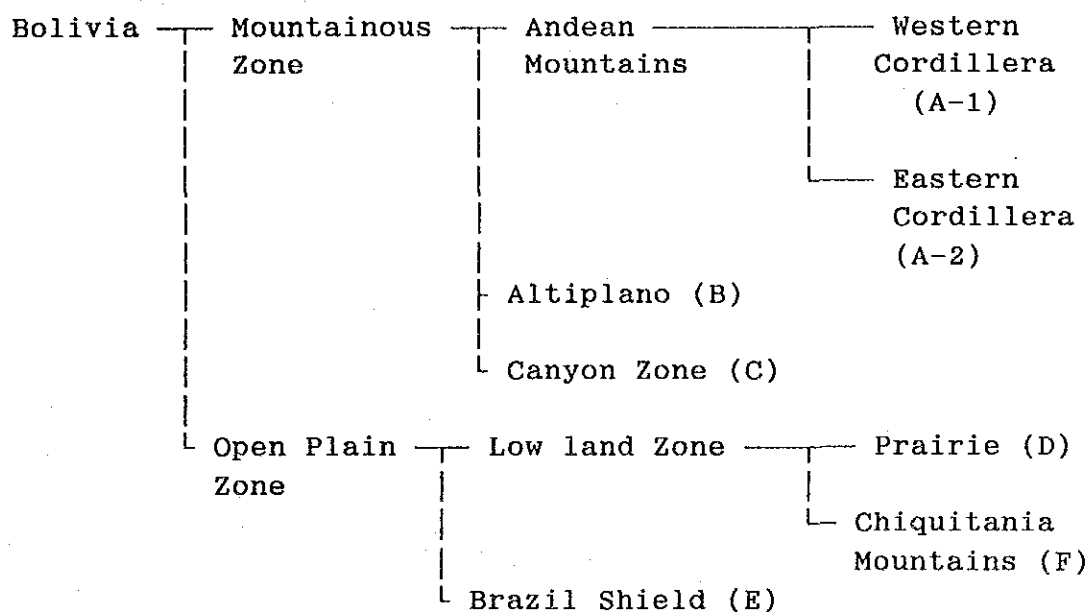 Bolivia Mountainous Andean Western
Zone Mountains Cordillera
(A-1)
Eastern
Cordillera
(A-2)
Altiplano (B)
Canyon Zone (C)
Open Plain Low land Zone Prairie (D)
Zone
Chiquitania
Mountains (F)
Brazil Shield (E)